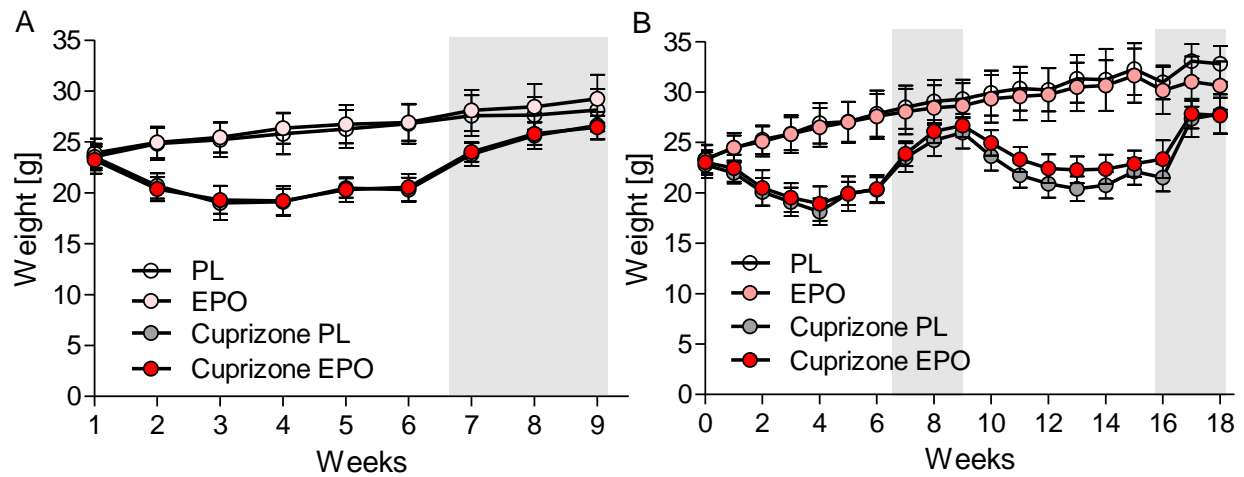 A
Weight [g]
35
30
25
20
15
10
5
0
PL
EPO
Cuprizone PL
Cuprizone EPO
1 2 3 4 5 6 7 8 9
Weeks
B
Weight [g]
35
30
25
20
15
10
5
0
PL
EPO
Cuprizone PL
Cuprizone EPO
0 2 4 6 8 10 12 14 16 18
Weeks